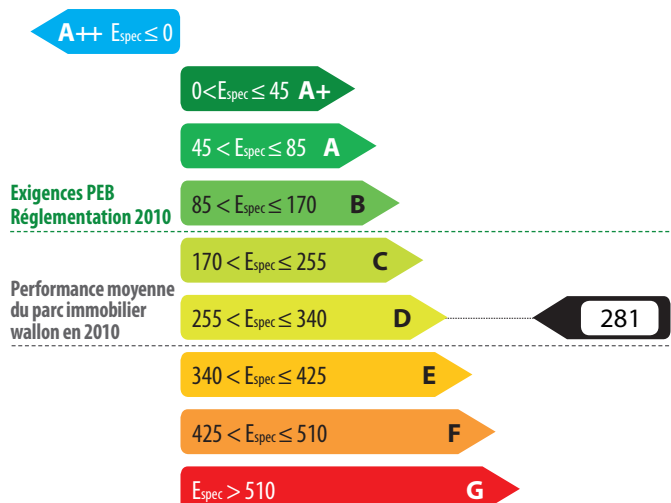 A++ Espec ≤ 0
0<Espec ≤ 45 A+
45 < Espec ≤ 85 A
Exigences PEB
Réglementation 2010
85 < Espec ≤ 170 B
170 < Espec ≤ 255 C
Performance moyenne
du parc immobilier
wallon en 2010
255 < Espec ≤ 340 D
281
340 < Espec ≤ 425 E
425 < Espec ≤ 510 F
Espec > 510 G